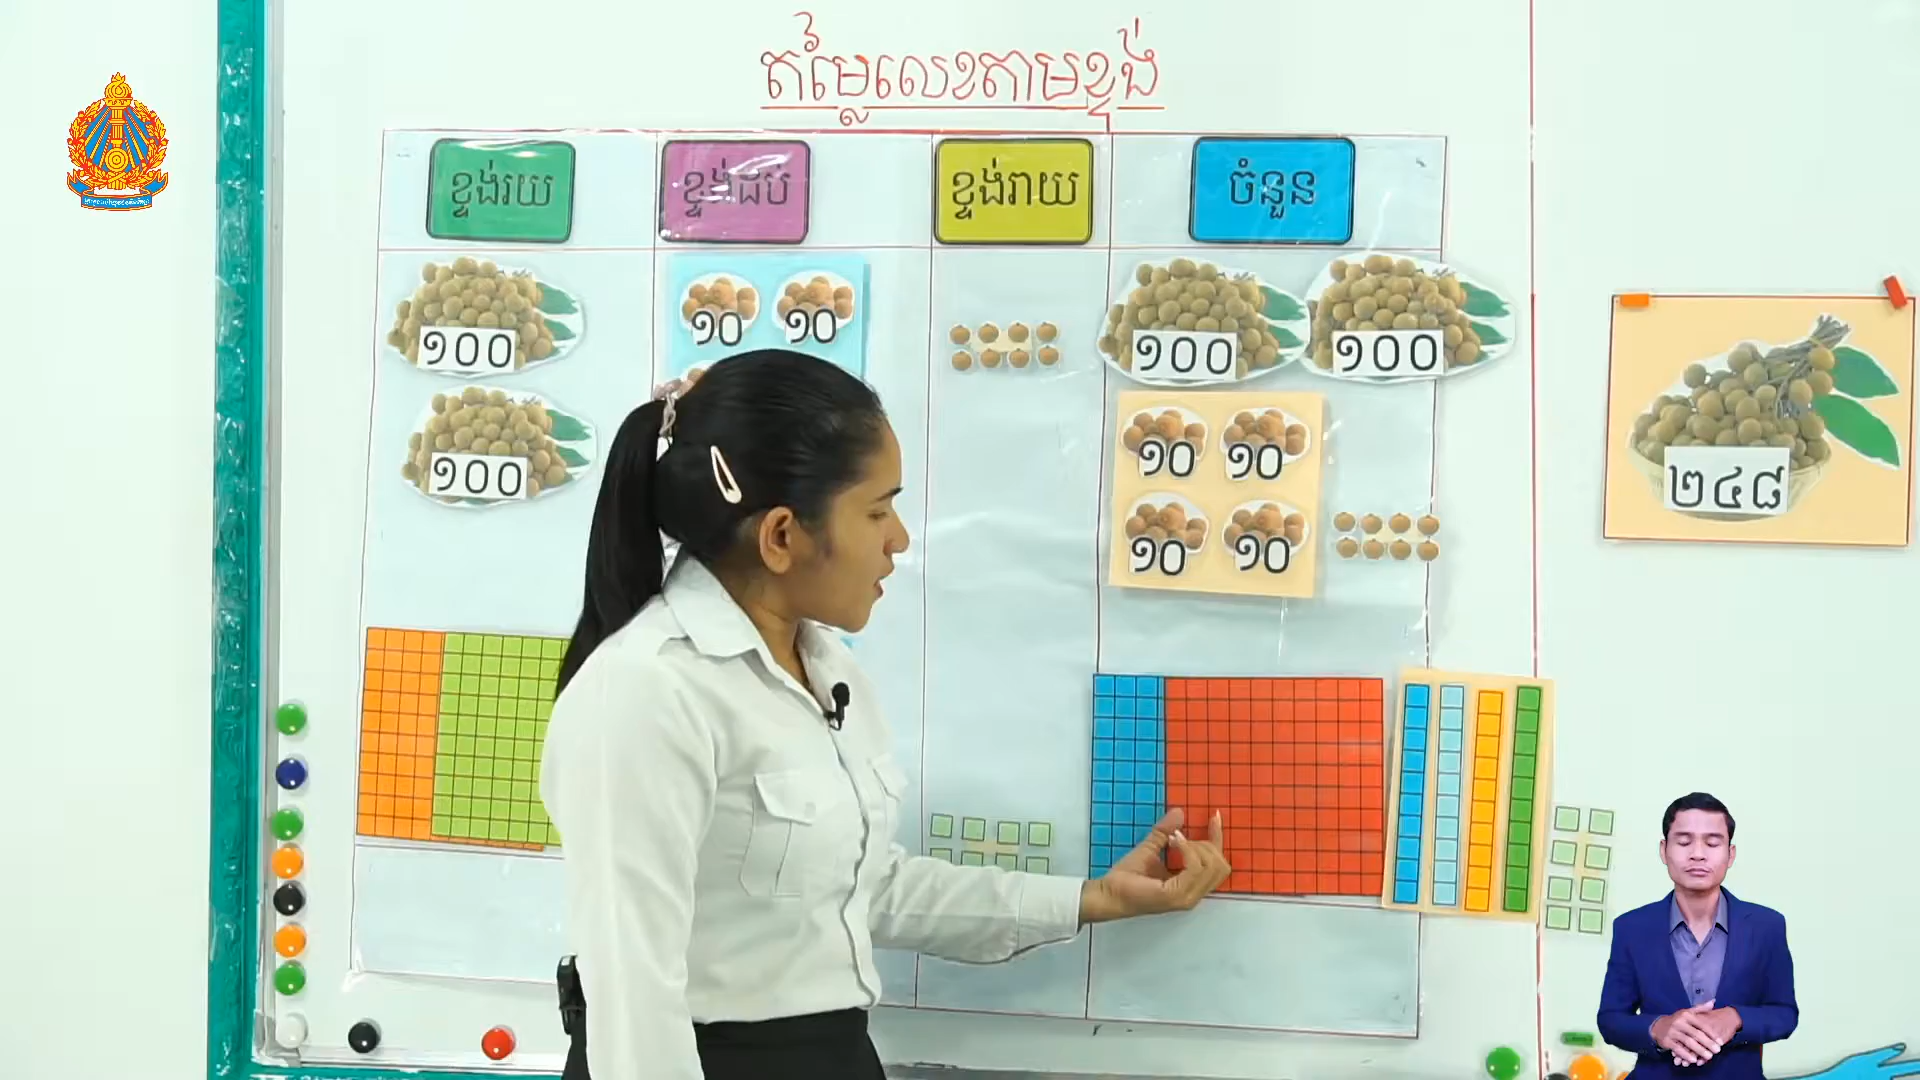 តម្លៃលេខតាមខ្ទង់
ខ្ទង់រយ ខ្ទង់ដប់ ខ្ទង់រាយ ចំនួន
១០០ ១០ ១០ ១០០ ១០០
១០០ ១០ ១០
១០ ១០
២៤៨